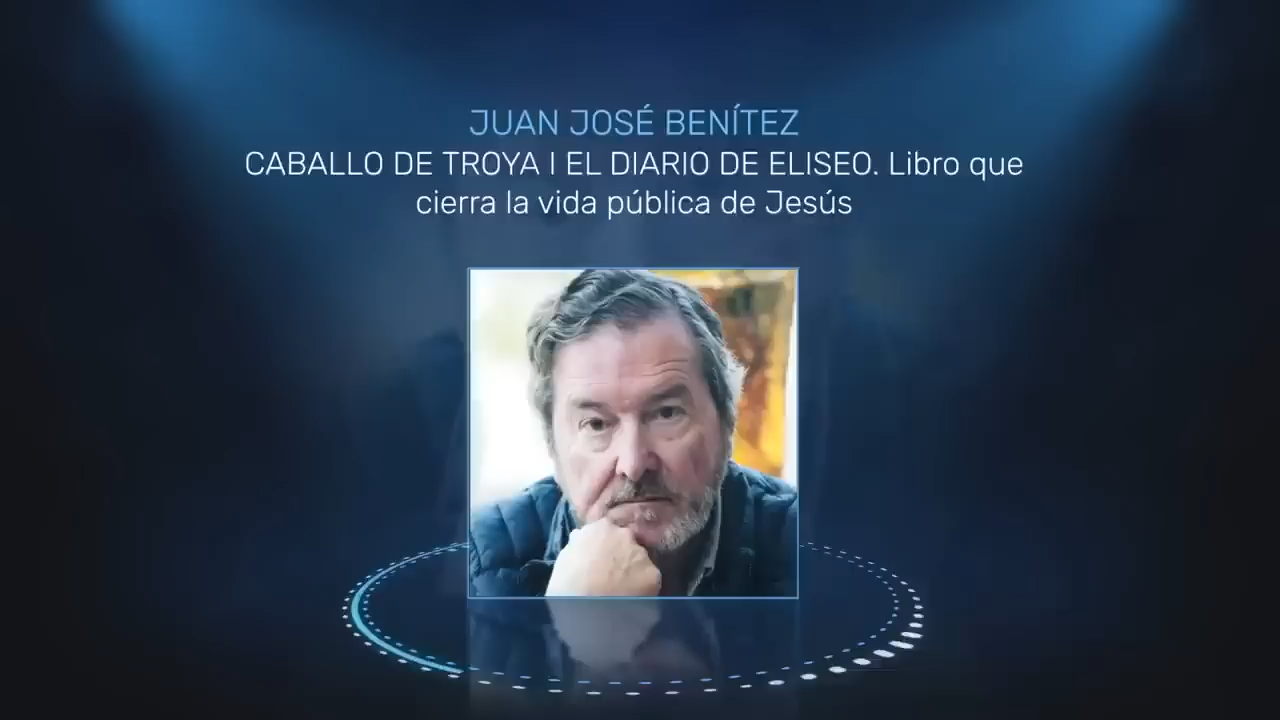 JUAN JOSÉ BENÍTEZ
CABALLO DE TROYA I EL DIARIO DE ELISEO. Libro que
cierra la vida pública de Jesús